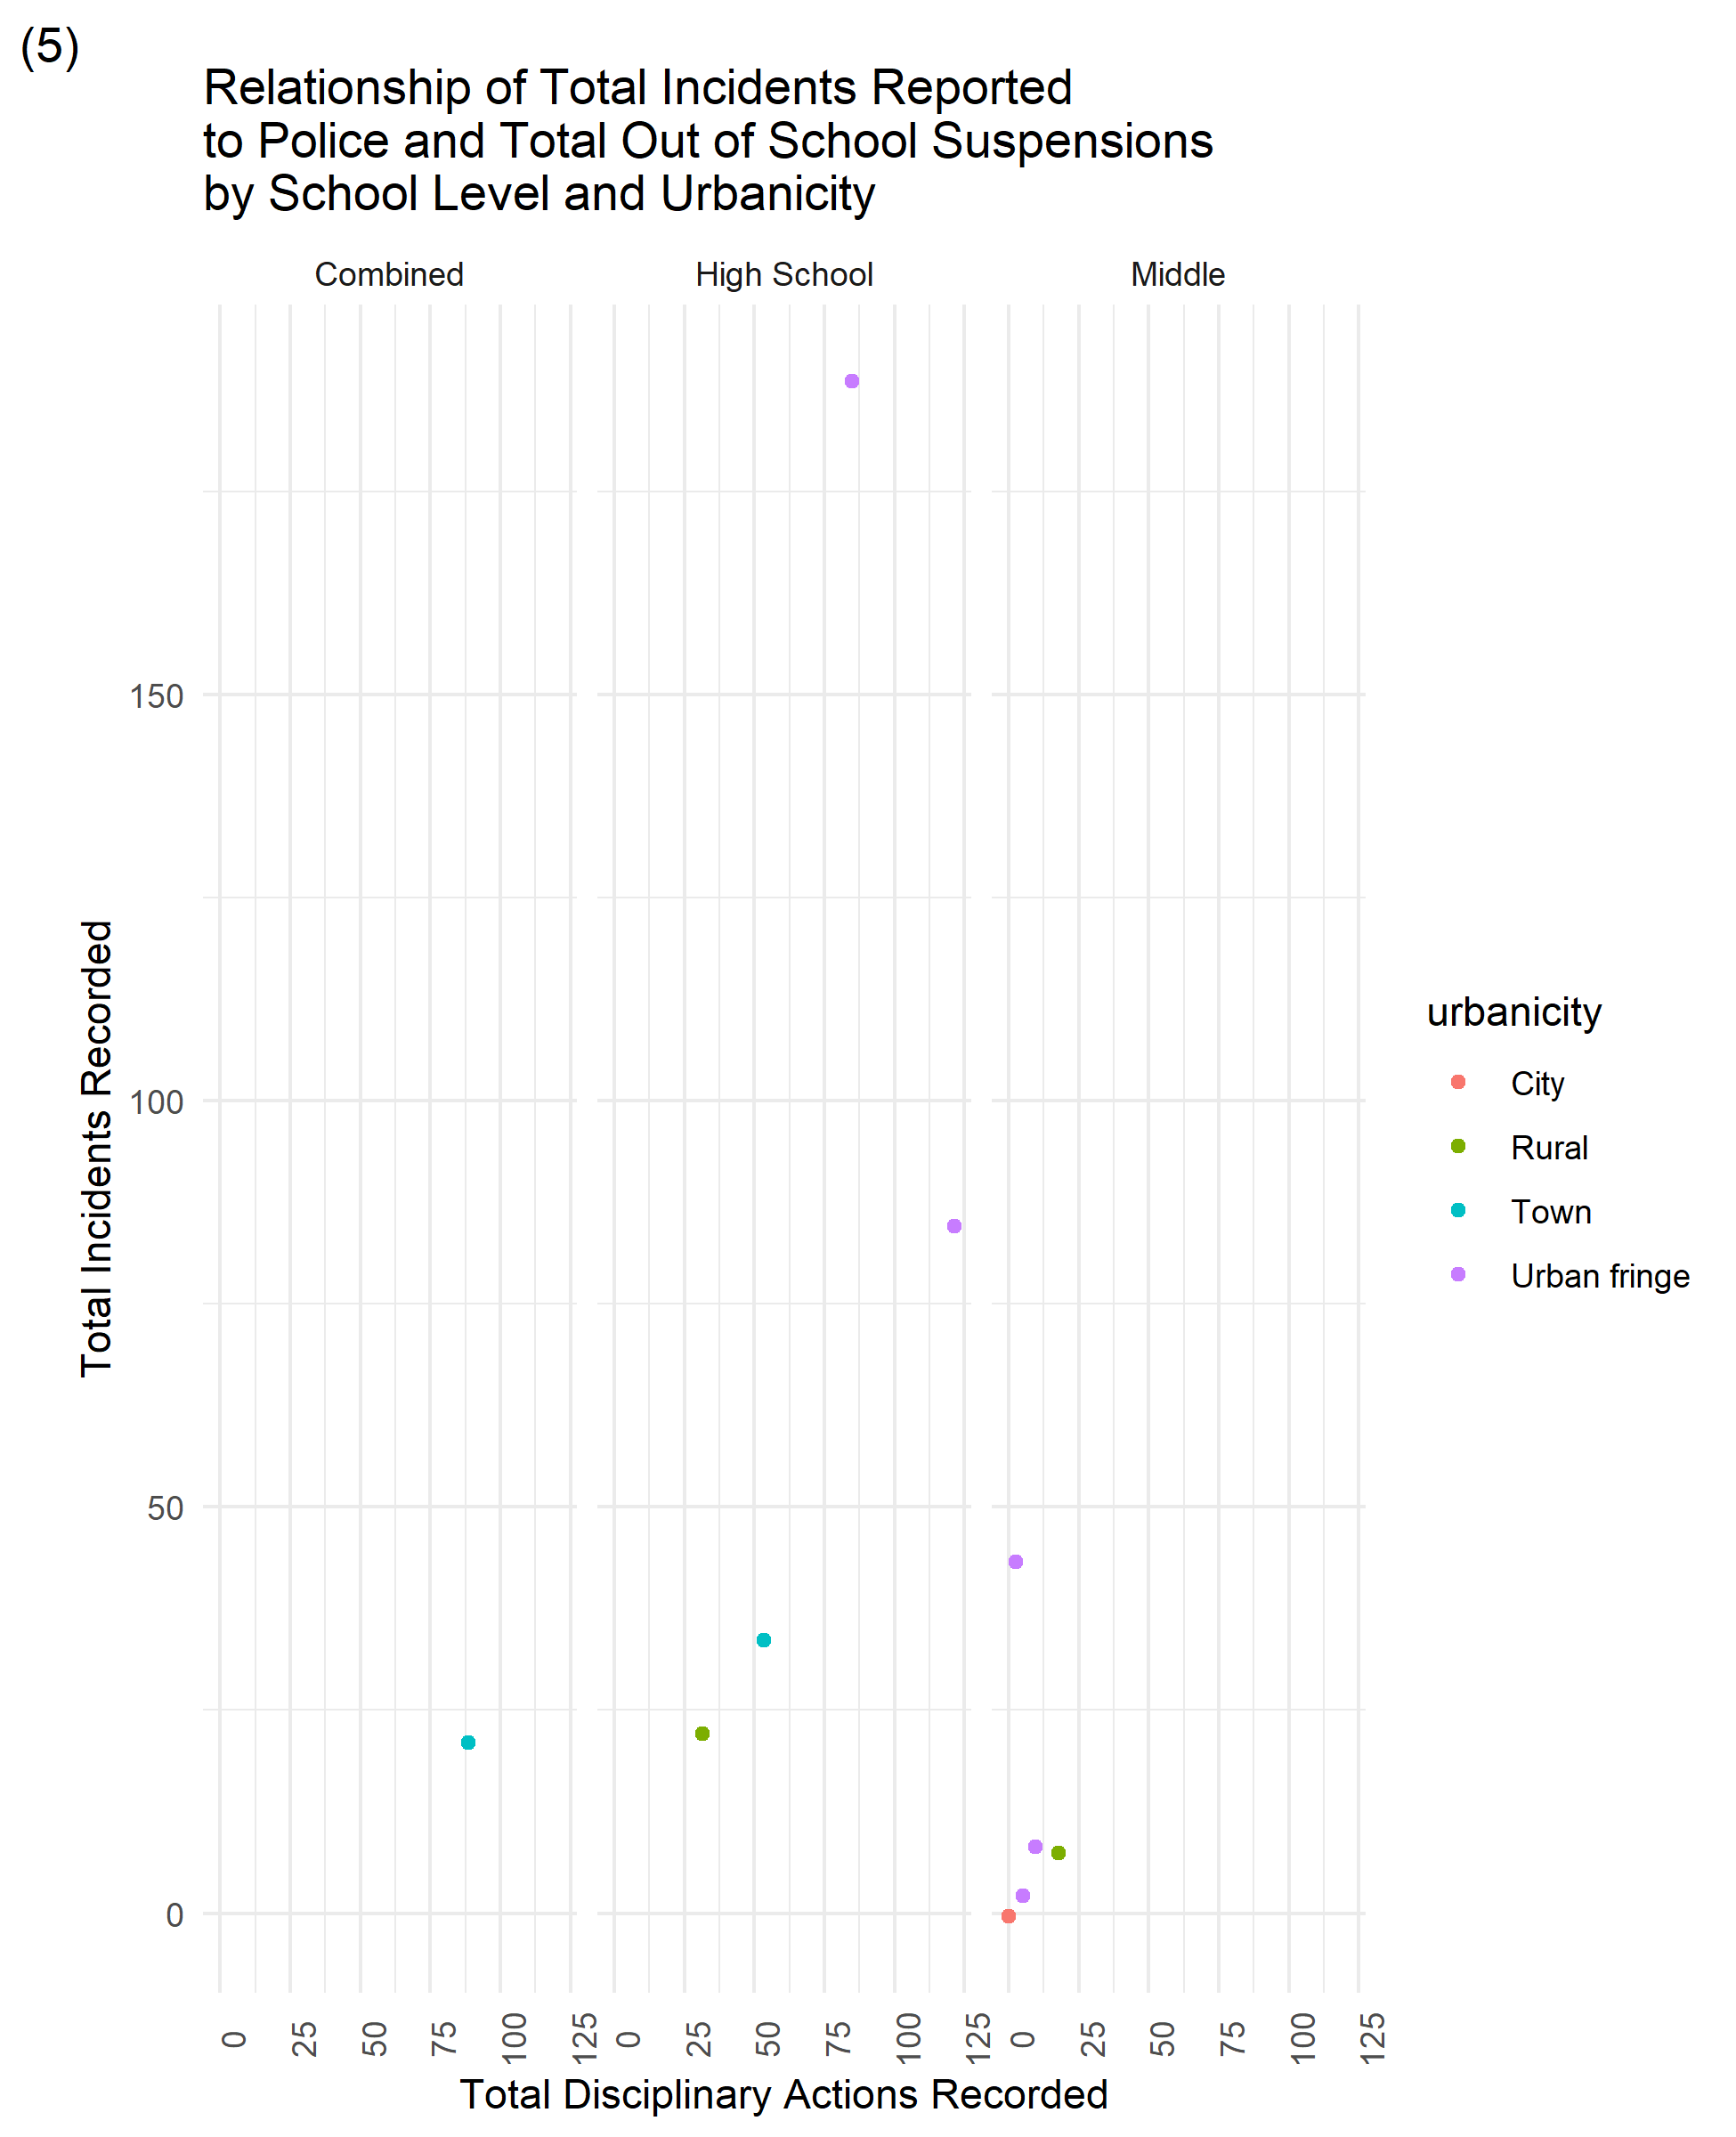 (5)
Relationship of Total Incidents Reported
to Police and Total Out of School Suspensions
by School Level and Urbanicity
Combined
High School
Middle
150
100
50
0
Total Incidents Recorded
0 25 50 75 100 125
0 25 50 75 100 125
0 25 50 75 100 125
Total Disciplinary Actions Recorded
urbanicity
City
Rural
Town
Urban fringe